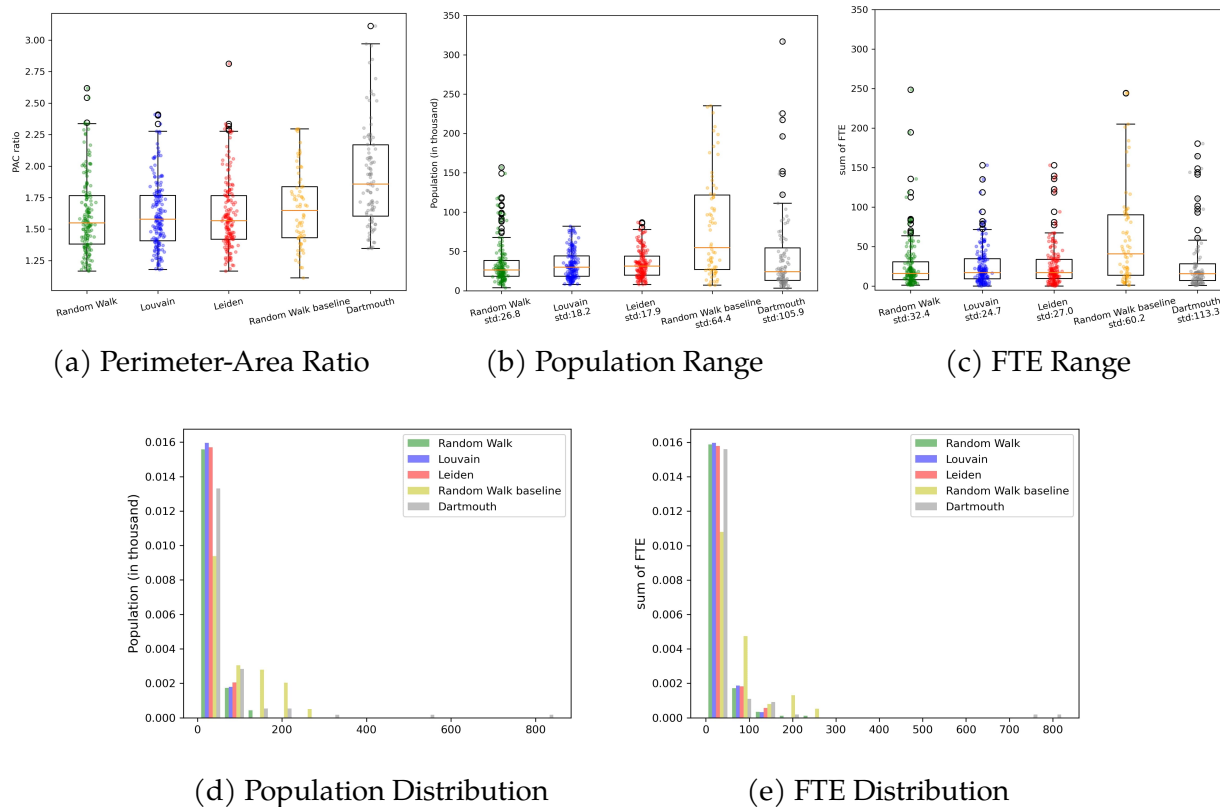 3.00
2.75
2.50
2.25
2.00
1.75
1.50
1.25
PAC ratio
Random Walk
Louvain
Leiden
Random Walk baseline
Dartmouth
(a) Perimeter-Area Ratio
350
300
250
200
150
100
50
0
Population (in thousand)
Random Walk
std:26.8
Louvain
std:18.2
Leiden
std:17.9
Random Walk baseline
std:64.4
Dartmouth
std:105.9
(b) Population Range
350
300
250
200
150
100
50
0
sum of FTE
Random Walk
std:32.4
Louvain
std:24.7
Leiden
std:27.0
Random Walk baseline
std:60.2
Dartmouth
std:113.3
(c) FTE Range
0.016
0.014
0.012
0.010
0.008
0.006
0.004
0.002
0.000
Population (in thousand)
Random Walk
Louvain
Leiden
Random Walk baseline
Dartmouth
0 200 400 600 800
(d) Population Distribution
0.016
0.014
0.012
0.010
0.008
0.006
0.004
0.002
0.000
sum of FTE
Random Walk
Louvain
Leiden
Random Walk baseline
Dartmouth
0 100 200 300 400 500 600 700 800
(e) FTE Distribution